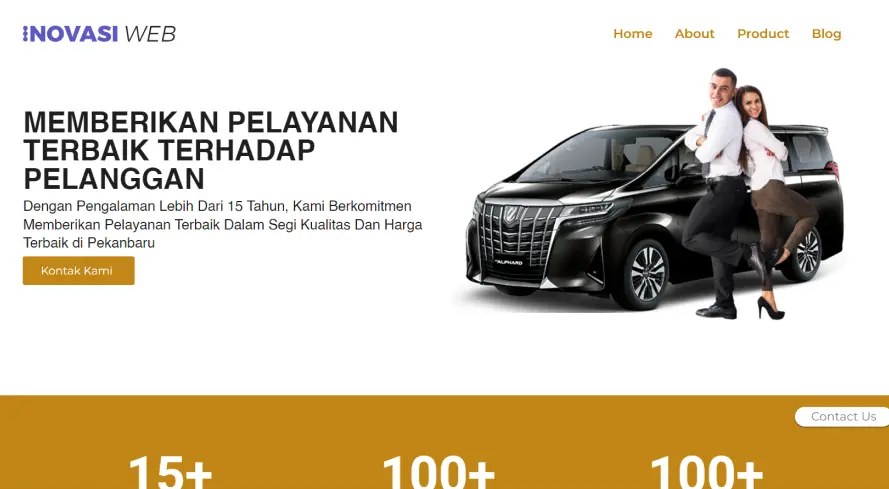 INOVASI WEB
Home
About
Product
Blog
MEMBERIKAN PELAYANAN
TERBAIK TERHADAP
PELANGGAN
Dengan Pengalaman Lebih Dari 15 Tahun, Kami Berkomitmen
Memberikan Pelayanan Terbaik Dalam Segi Kualitas Dan Harga
Terbaik di Pekanbaru
Kontak Kami
ALPHARD
Contact Us
15+
100+
100+